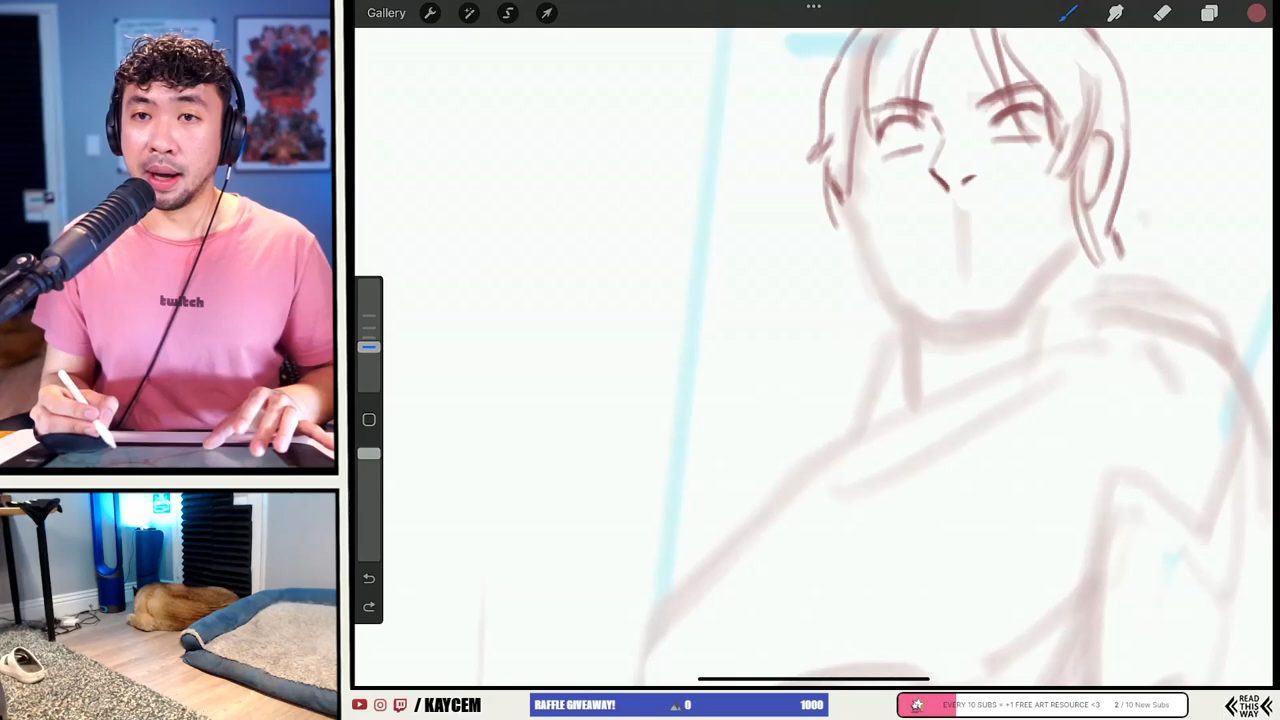 Gallery
twitch
/ KAYCEM
RAFFLE GIVEAWAY!
0
1000
EVERY 10 SUBS = +1 FREE ART RESOURCE <3
2 / 10 New Subs
READ
THIS
WAY